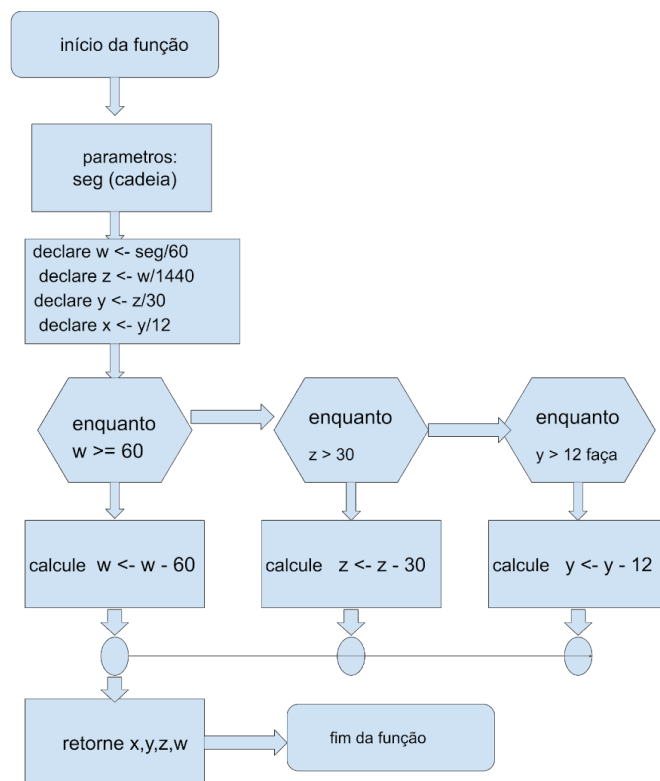 início da função
parametros:
seg (cadeia)
declare w <- seg/60
declare z <- w/1440
declare y <- z/30
declare x <- y/12
enquanto
w >= 60
enquanto
z > 30
enquanto
y > 12 faça
calcule w <- w - 60
calcule z <- z - 30
calcule y <- y - 12
retorne x,y,z,w
fim da função